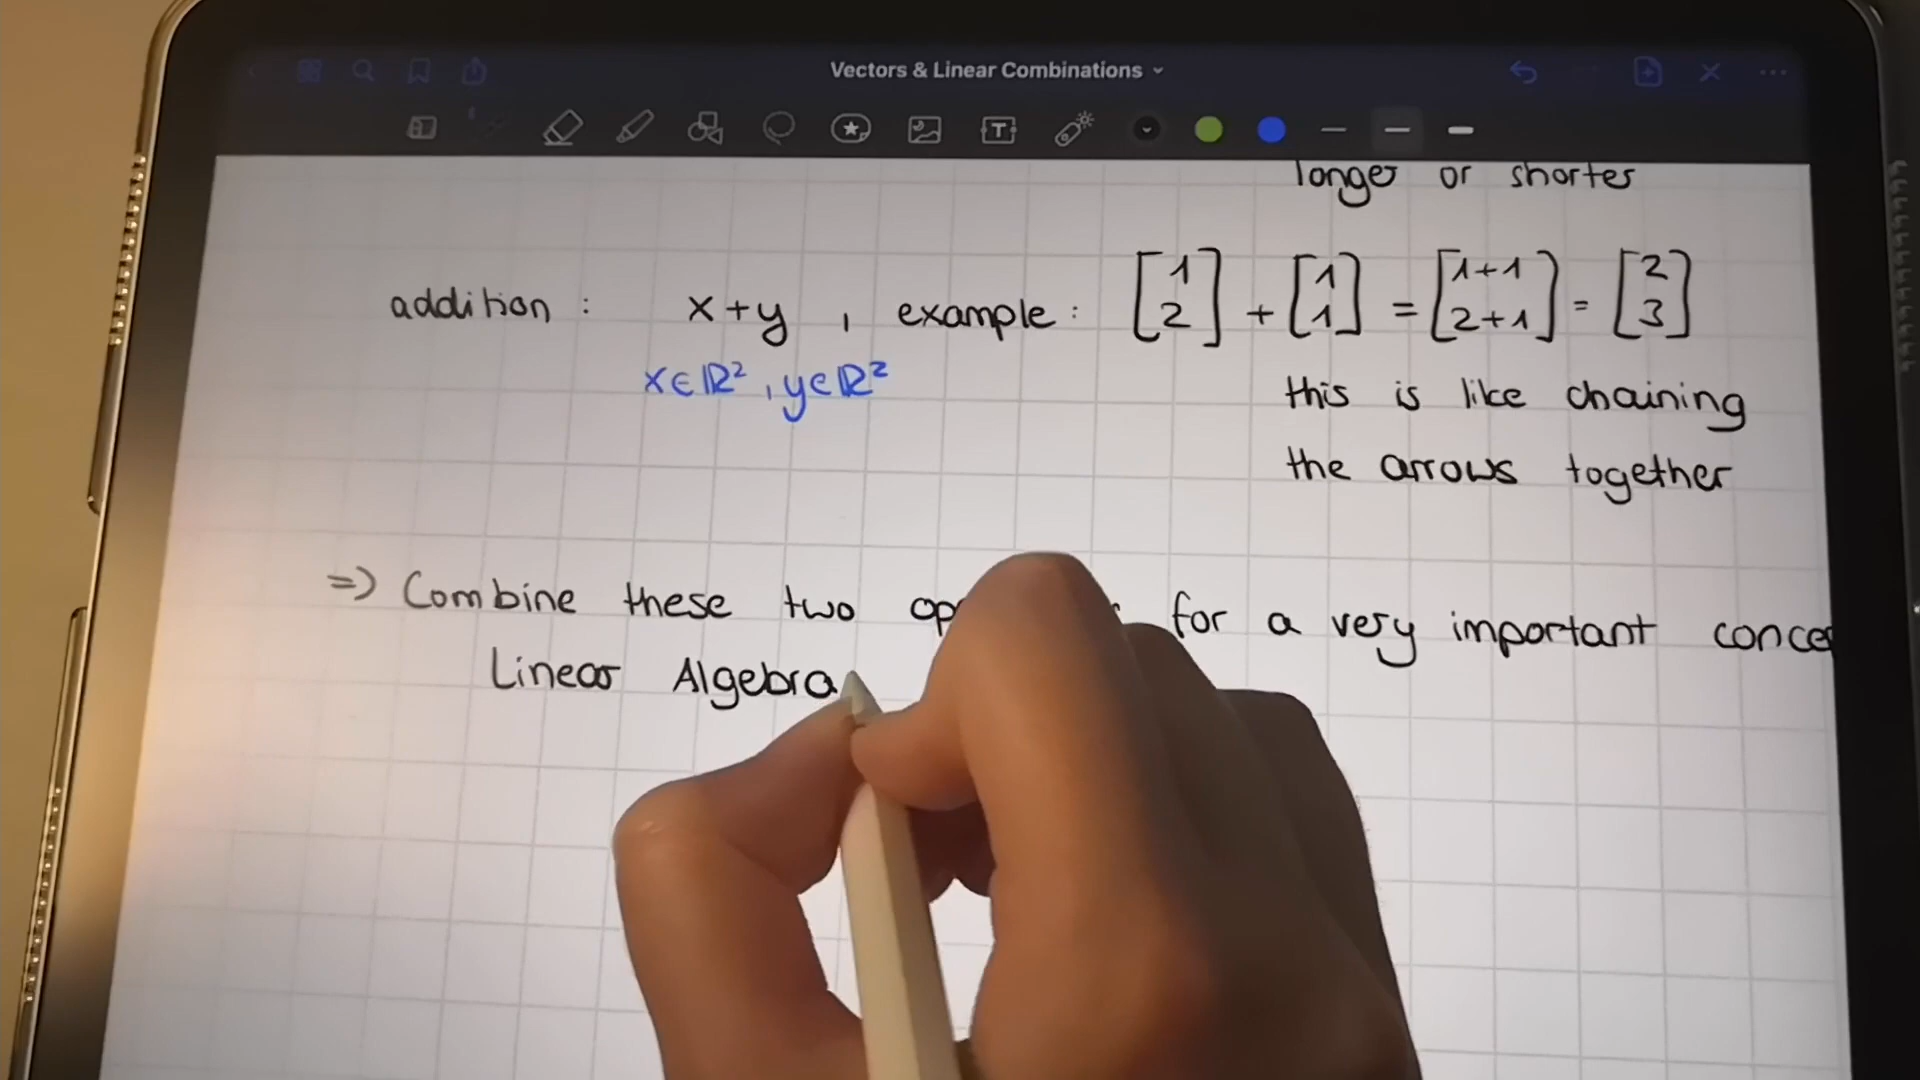 Vectors & Linear Combinations
longer or shorter
addition : x+y , example : [1 2] + [1 1] = [1+1 2+1] = [2 3]
x∈ℝ² , y∈ℝ²
this is like chaining
the arrows together
=> Combine these two for a very important
Linear Algebra